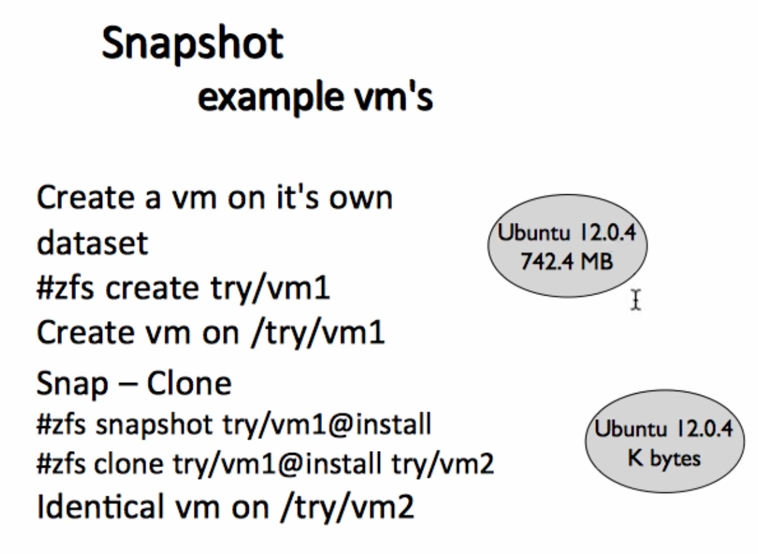 Snapshot
example vm's
Create a vm on it's own
dataset
#zfs create try/vm1
Create vm on /try/vm1
Snap – Clone
#zfs snapshot try/vm1@install
#zfs clone try/vm1@install try/vm2
Identical vm on /try/vm2
Ubuntu 12.0.4
742.4 MB
Ubuntu 12.0.4
K bytes